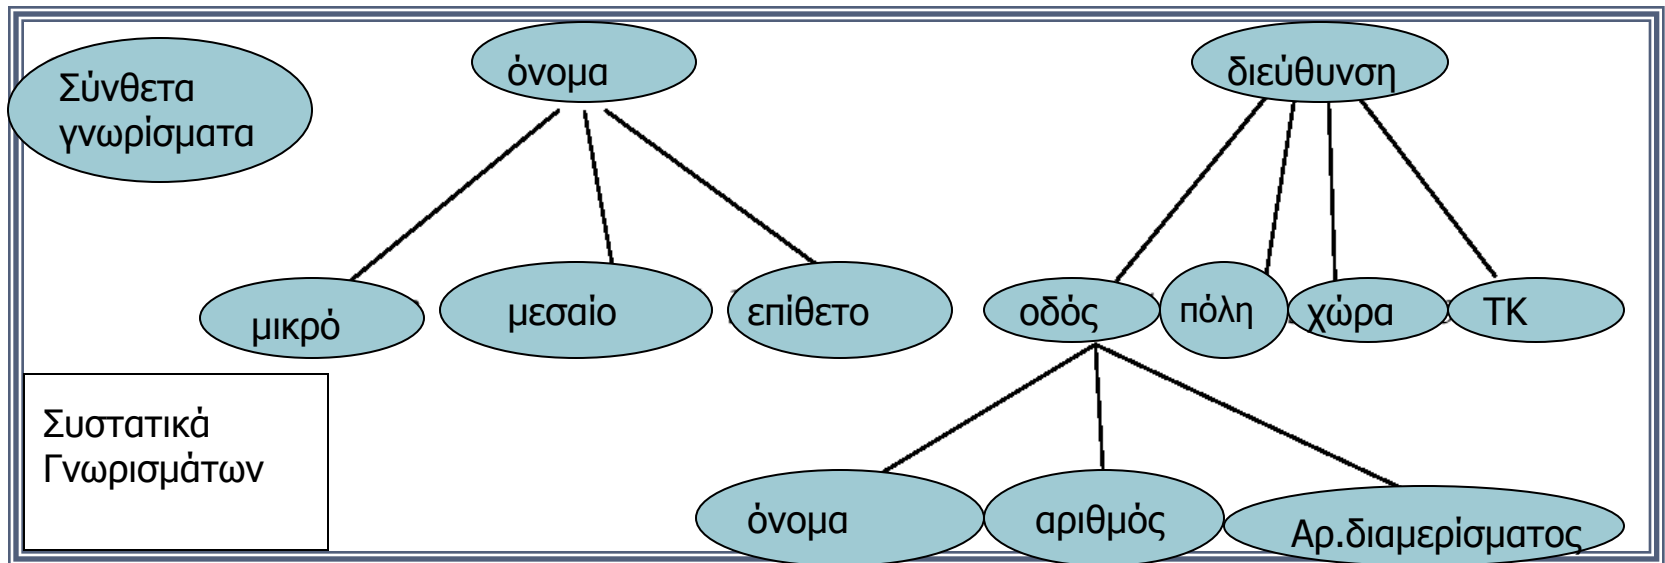 Σύνθετα
γνωρίσματα
όνομα
διεύθυνση
μικρό
μεσαίο
επίθετο
οδός
πόλη
χώρα
ΤΚ
Συστατικά
Γνωρισμάτων
όνομα
αριθμός
Αρ.διαμερίσματος